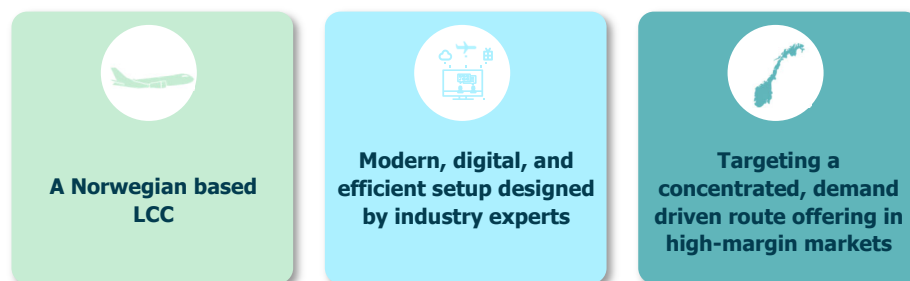 A Norwegian based
LCC
Modern, digital, and
efficient setup designed
by industry experts
Targeting a
concentrated, demand
driven route offering in
high-margin markets